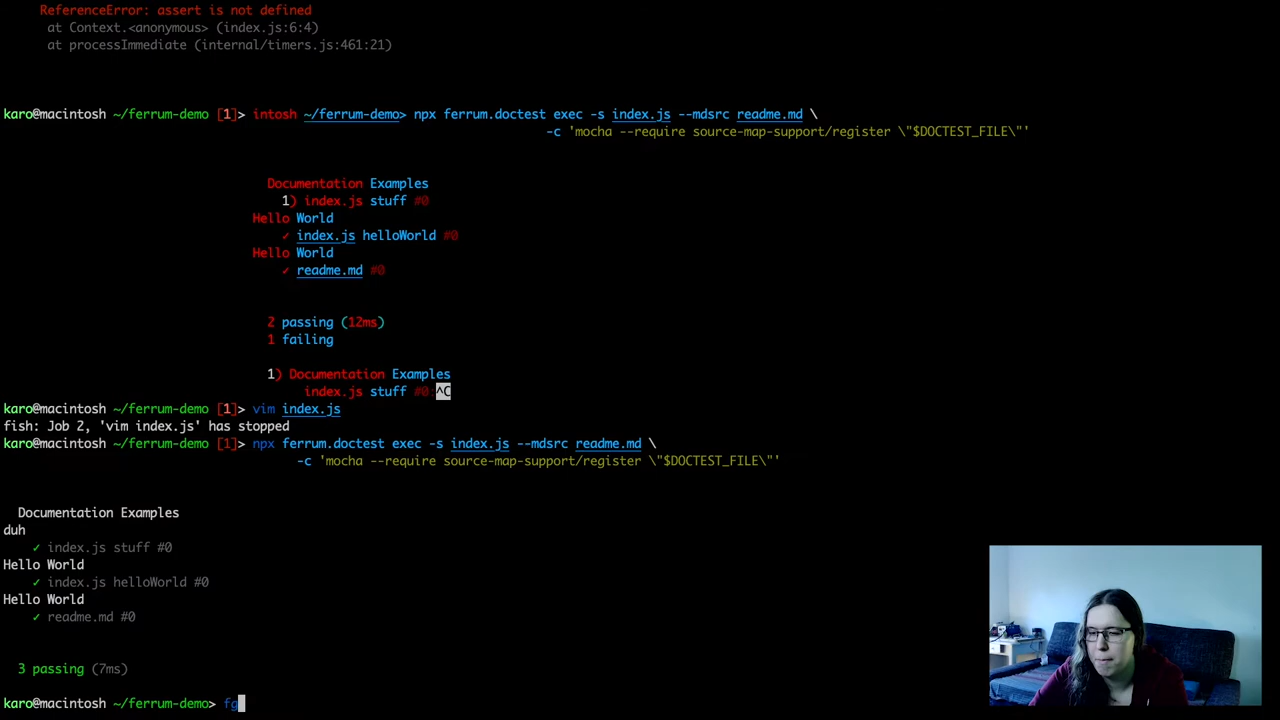 ReferenceError: assert is not defined
at Context.<anonymous> (index.js:6:4)
at processImmediate (internal/timers.js:461:21)
karo@macintosh ~/ferrum-demo [1]> intosh ~/ferrum-demo> npx ferrum.doctest exec -s index.js --mdsrc readme.md \
-c 'mocha --require source-map-support/register \"$DOCTEST_FILE\"'
Documentation Examples
1) index.js stuff #0
Hello World
✓ index.js helloWorld #0
Hello World
✓ readme.md #0
2 passing (12ms)
1 failing
1) Documentation Examples
index.js stuff #0:^C
karo@macintosh ~/ferrum-demo [1]> vim index.js
fish: Job 2, 'vim index.js' has stopped
karo@macintosh ~/ferrum-demo [1]> npx ferrum.doctest exec -s index.js --mdsrc readme.md \
-c 'mocha --require source-map-support/register \"$DOCTEST_FILE\"'
Documentation Examples
duh
✓ index.js stuff #0
Hello World
✓ index.js helloWorld #0
Hello World
✓ readme.md #0
3 passing (7ms)
karo@macintosh ~/ferrum-demo> fg